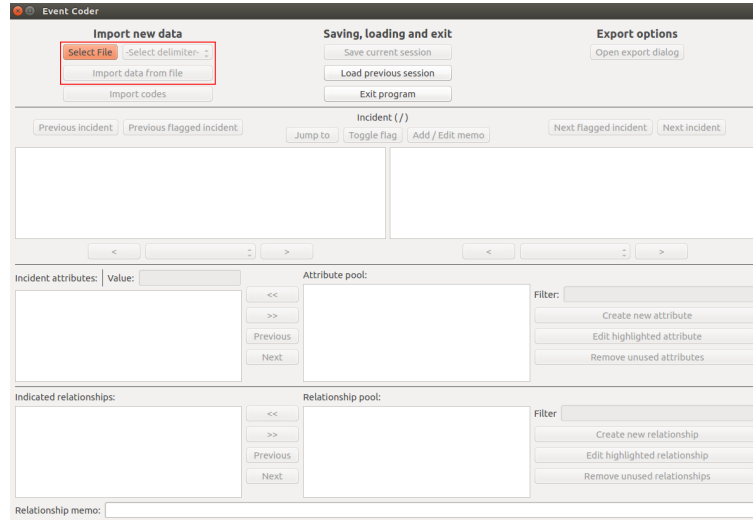 Event Coder
Import new data
Saving, loading and exit
Export options
Select File
-Select delimiter-
Save current session
Open export dialog
Import data from file
Load previous session
Import codes
Exit program
Incident ( / )
Previous incident
Previous flagged incident
Jump to
Toggle flag
Add / Edit memo
Next flagged incident
Next incident
<
>
<
>
Incident attributes:
Value:
Attribute pool:
<<
>>
Previous
Next
Filter:
Create new attribute
Edit highlighted attribute
Remove unused attributes
Indicated relationships:
Relationship pool:
<<
>>
Previous
Next
Filter
Create new relationship
Edit highlighted relationship
Remove unused relationships
Relationship memo: